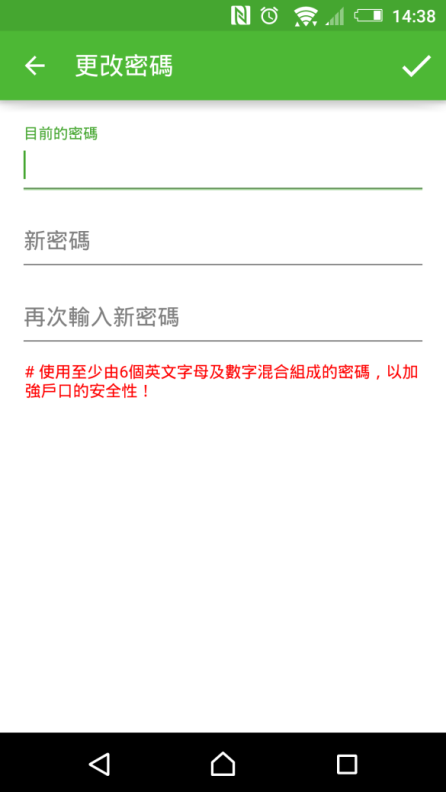 14:38
更改密碼
目前的密碼
新密碼
再次輸入新密碼
# 使用至少由6個英文字母及數字混合組成的密碼，以加
強戶口的安全性！